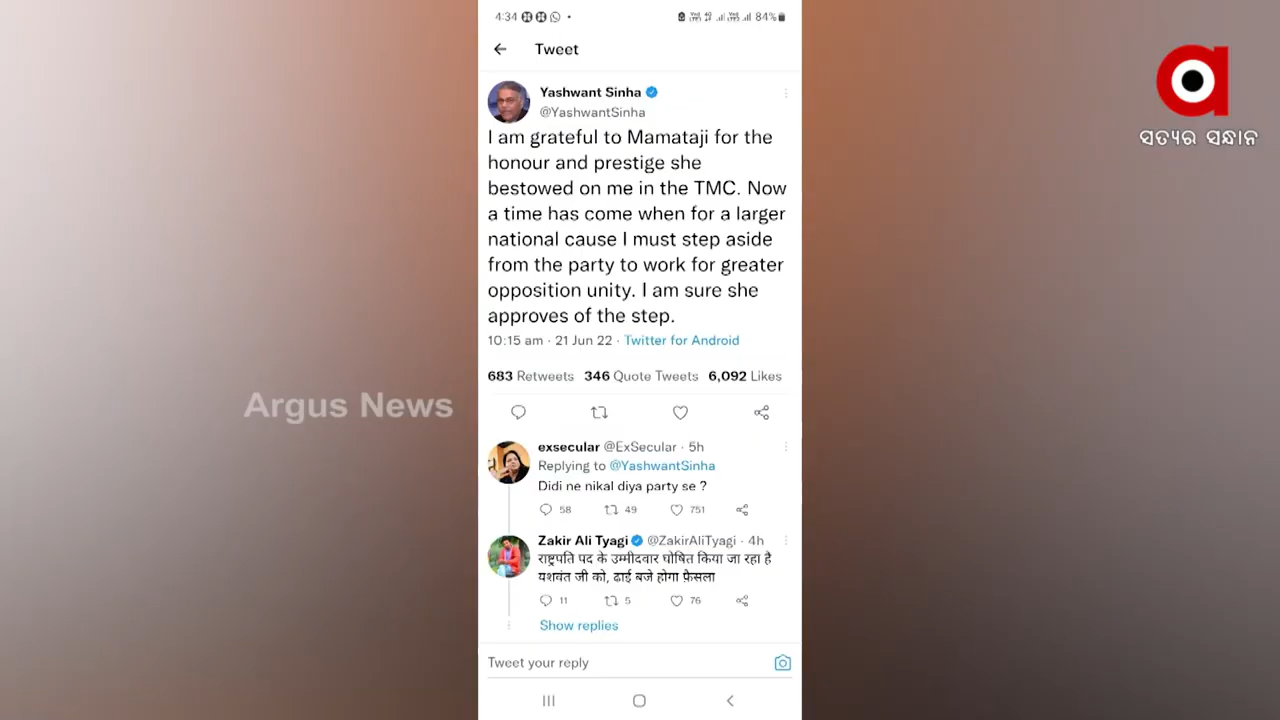 4:34
84%
Tweet
Yashwant Sinha
@YashwantSinha
I am grateful to Mamataji for the
honour and prestige she
bestowed on me in the TMC. Now
a time has come when for a larger
national cause I must step aside
from the party to work for greater
opposition unity. I am sure she
approves of the step.
10:15 am · 21 Jun 22 · Twitter for Android
683 Retweets 346 Quote Tweets 6,092 Likes
exsecular @ExSecular · 5h
Replying to @YashwantSinha
Didi ne nikal diya party se ?
58 49 751
Zakir Ali Tyagi @ZakirAliTyagi · 4h
राष्ट्रपति पद के उम्मीदवार घोषित किया जा रहा है
यशवंत जी को, ढाई बजे होगा फ़ैसला
11 5 76
Show replies
Tweet your reply
Argus News
ସତ୍ୟର ସନ୍ଧାନ